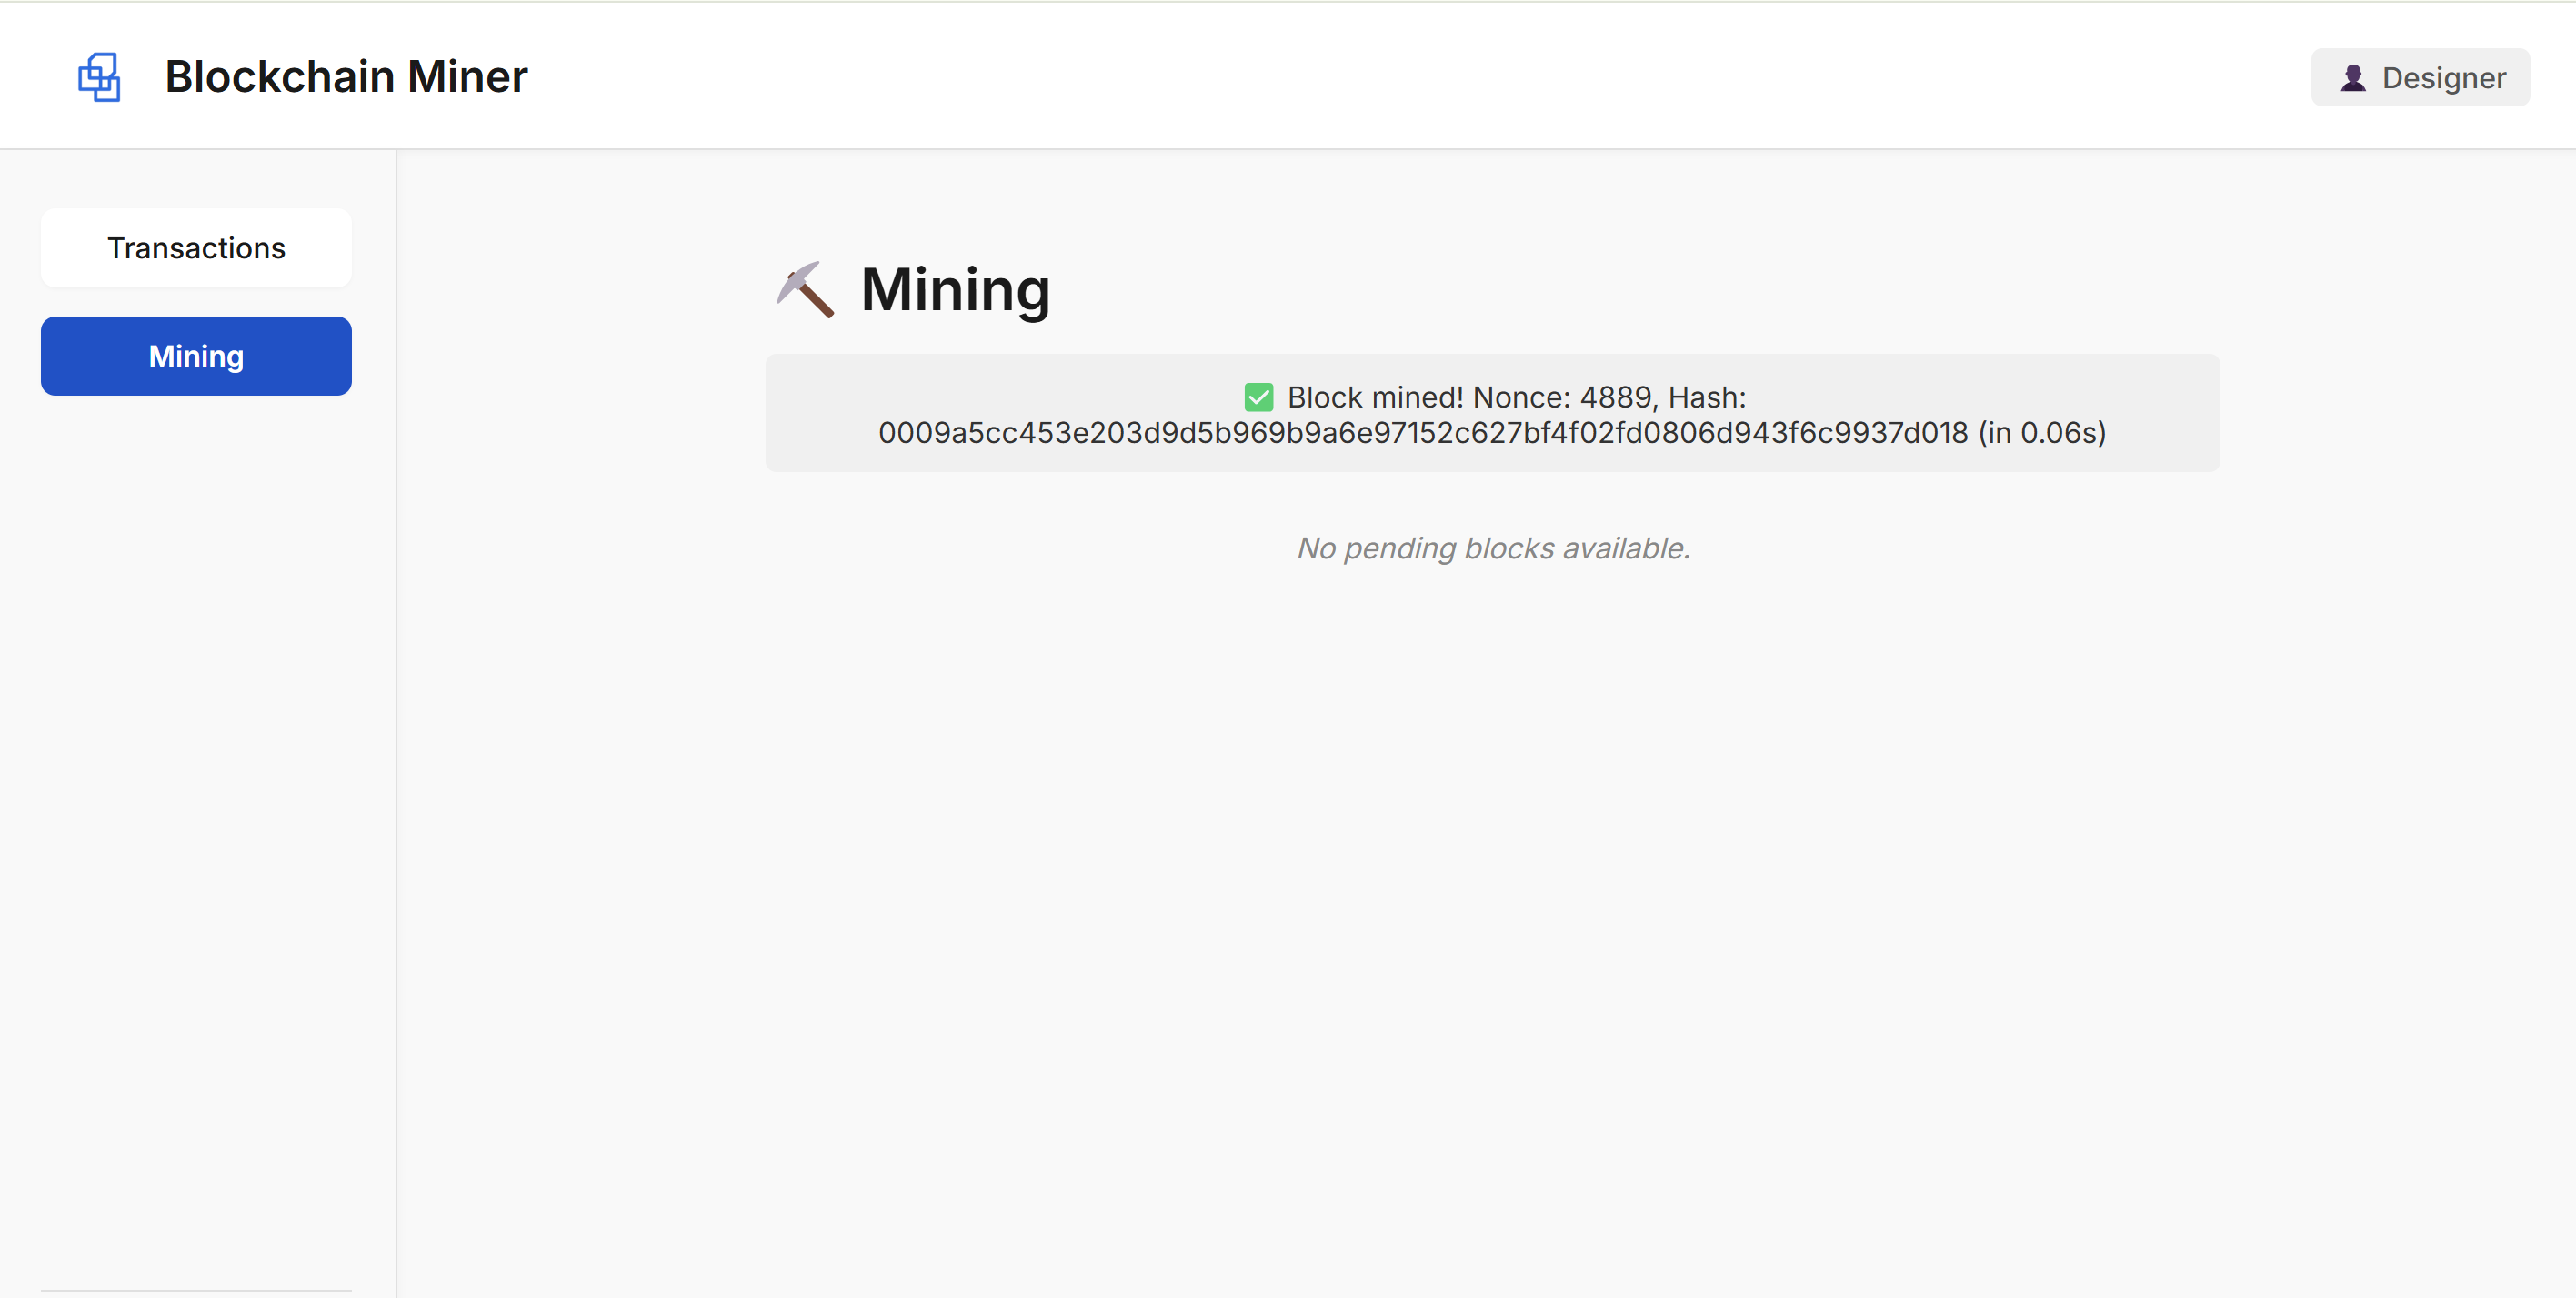 Blockchain Miner
Designer
Transactions
Mining
Mining
Block mined! Nonce: 4889, Hash:
0009a5cc453e203d9d5b969b9a6e97152c627bf4f02fd0806d943f6c9937d018 (in 0.06s)
No pending blocks available.